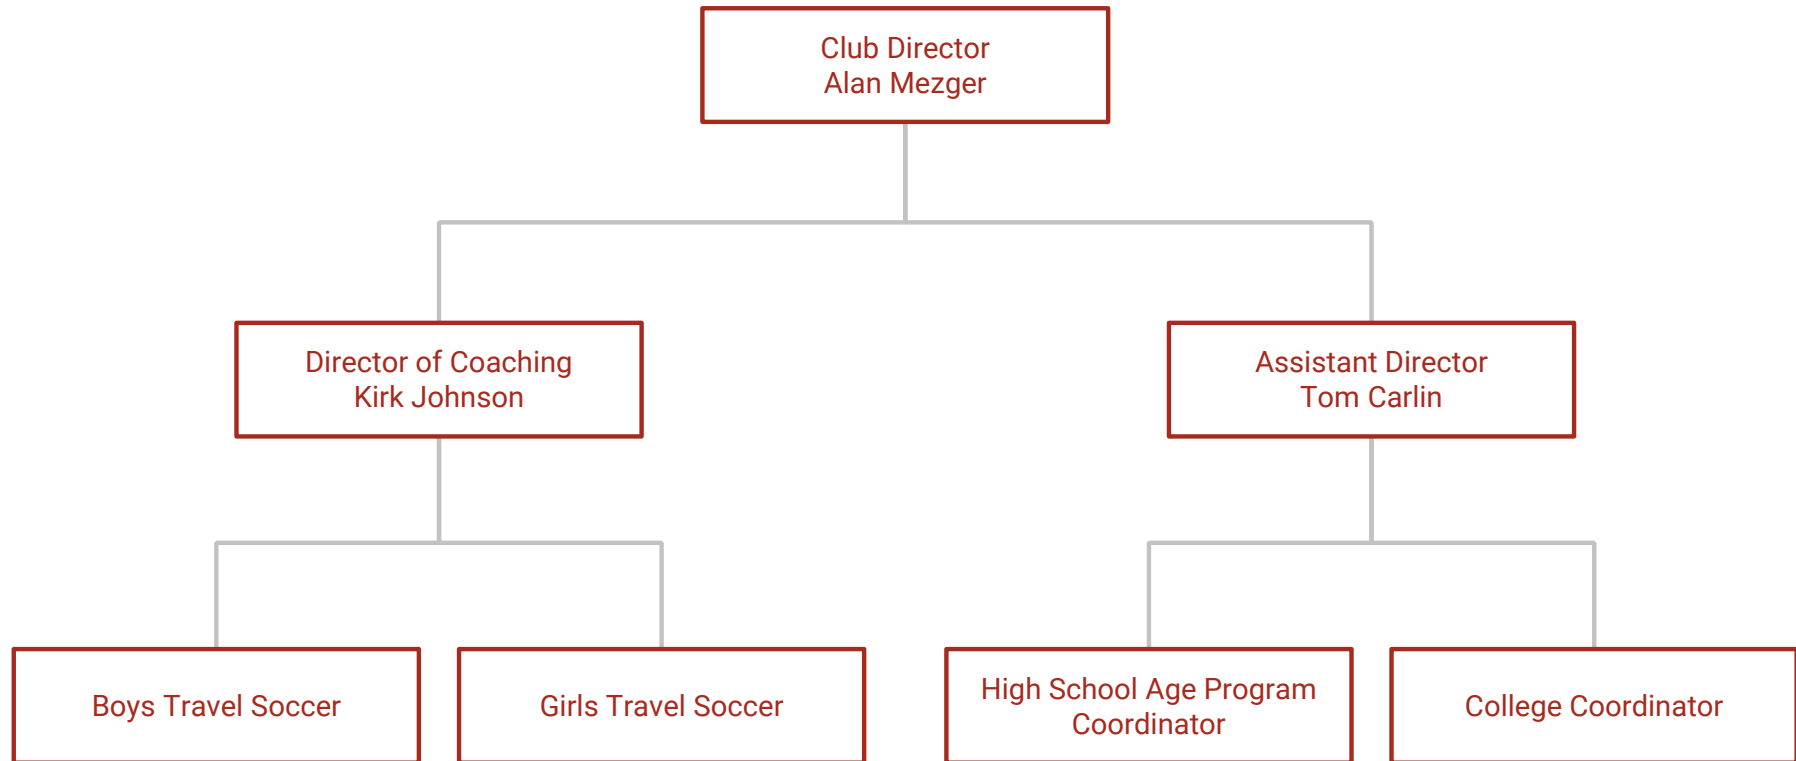 Club Director
Alan Mezger
Director of Coaching
Kirk Johnson
Assistant Director
Tom Carlin
Boys Travel Soccer
Girls Travel Soccer
High School Age Program
Coordinator
College Coordinator